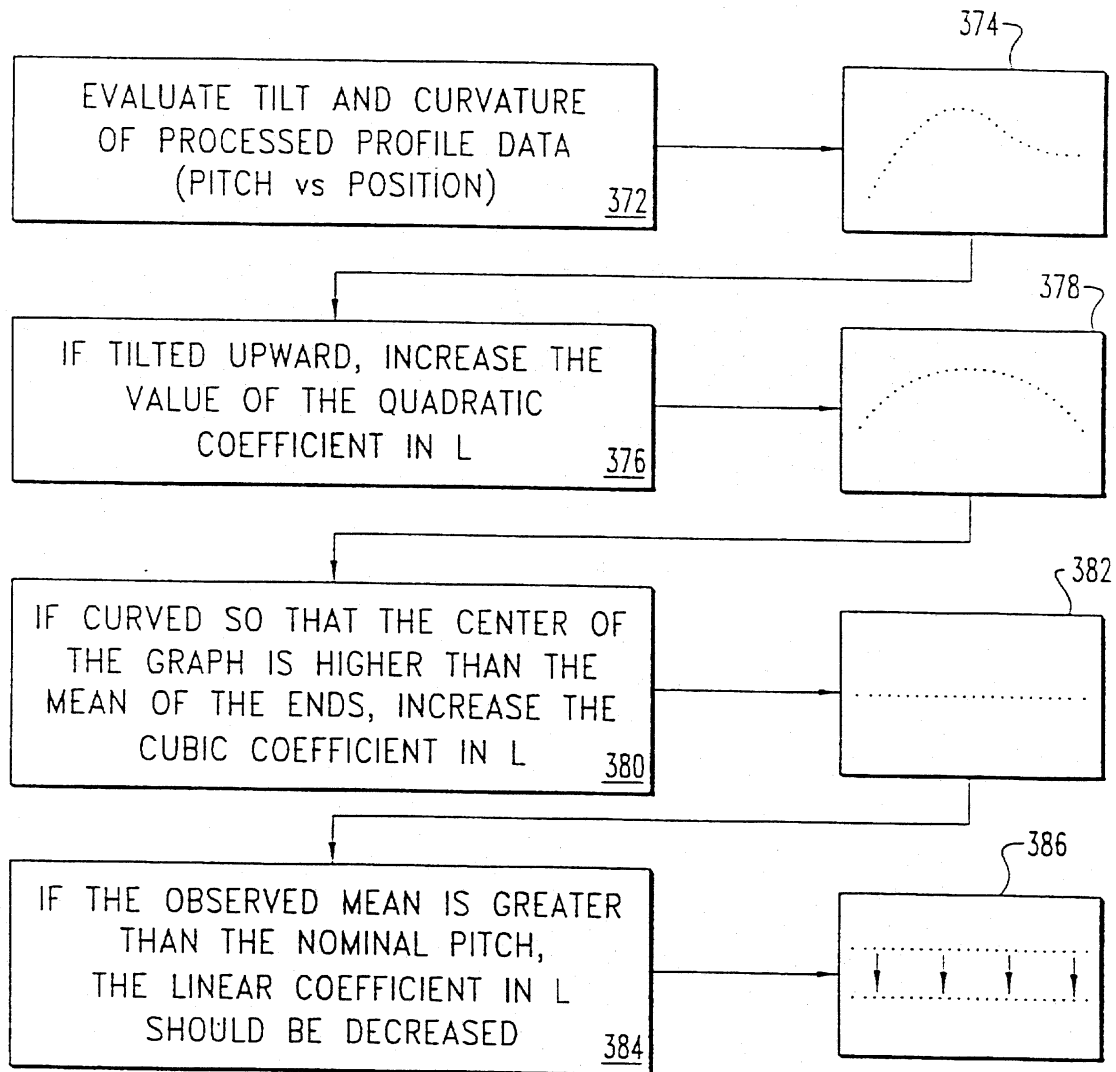 374
EVALUATE TILT AND CURVATURE
OF PROCESSED PROFILE DATA
(PITCH vs POSITION)
372
378
IF TILTED UPWARD, INCREASE THE
VALUE OF THE QUADRATIC
COEFFICIENT IN L
376
382
IF CURVED SO THAT THE CENTER OF
THE GRAPH IS HIGHER THAN THE
MEAN OF THE ENDS, INCREASE THE
CUBIC COEFFICIENT IN L
380
386
IF THE OBSERVED MEAN IS GREATER
THAN THE NOMINAL PITCH,
THE LINEAR COEFFICIENT IN L
SHOULD BE DECREASED
384